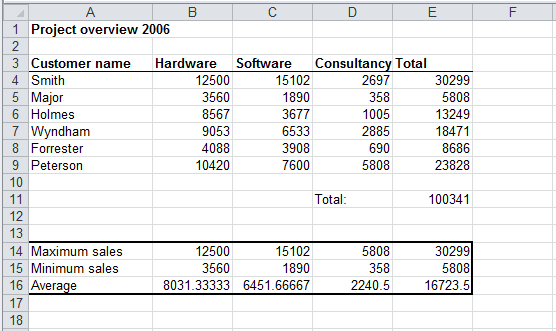 A B C D E F
1 Project overview 2006
2
3 Customer name Hardware Software Consultancy Total
4 Smith 12500 15102 2697 30299
5 Major 3560 1890 358 5808
6 Holmes 8567 3677 1005 13249
7 Wyndham 9053 6533 2885 18471
8 Forrester 4088 3908 690 8686
9 Peterson 10420 7600 5808 23828
10
11 Total: 100341
12
13
14 Maximum sales 12500 15102 5808 30299
15 Minimum sales 3560 1890 358 5808
16 Average 8031.33333 6451.66667 2240.5 16723.5
17
18